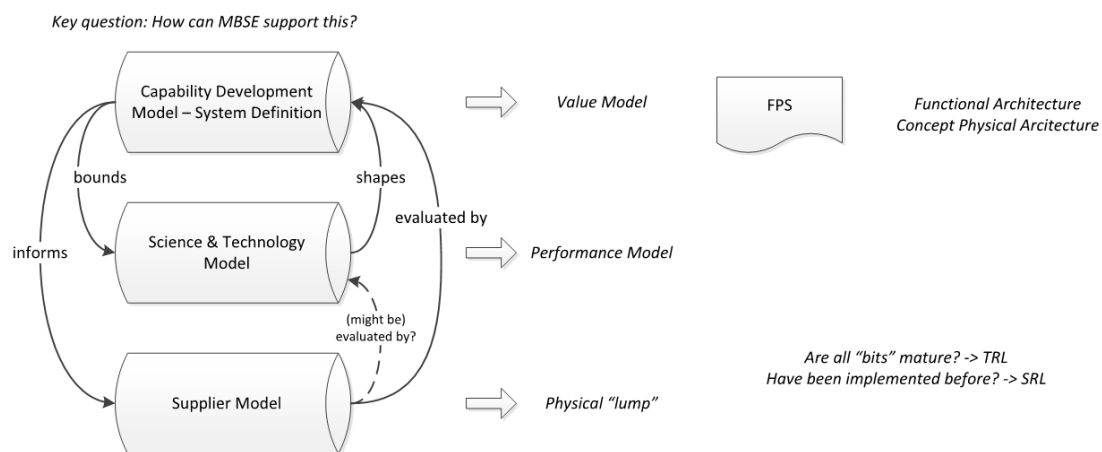 Key question: How can MBSE support this?
Capability Development
Model – System Definition
Value Model
FPS
Functional Architecture
Concept Physical Arcitecture
bounds
shapes
evaluated by
informs
Science & Technology
Model
Performance Model
(might be)
evaluated by?
Are all “bits” mature? -> TRL
Have been implemented before? -> SRL
Supplier Model
Physical “lump”